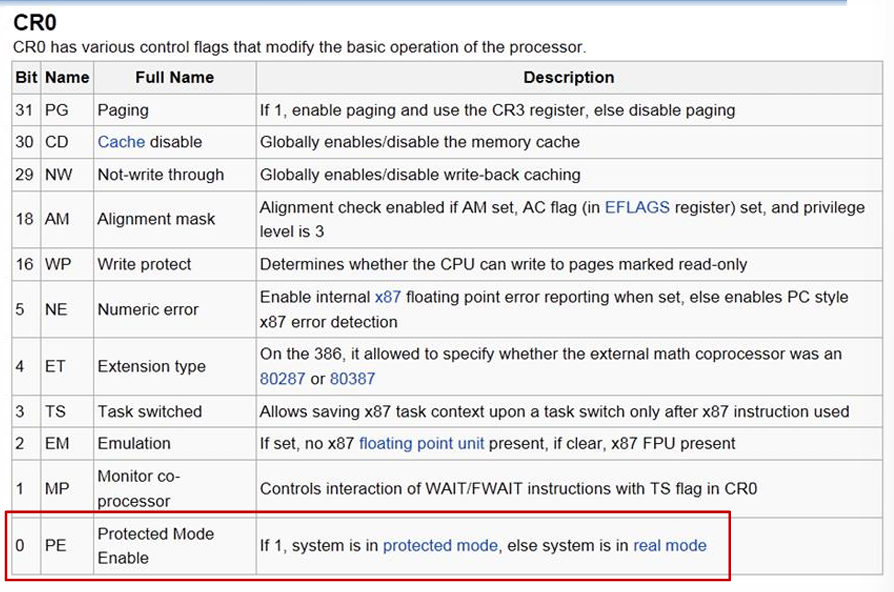 CR0
CR0 has various control flags that modify the basic operation of the processor.
Bit Name Full Name Description
31 PG Paging If 1, enable paging and use the CR3 register, else disable paging
30 CD Cache disable Globally enables/disable the memory cache
29 NW Not-write through Globally enables/disable write-back caching
18 AM Alignment mask Alignment check enabled if AM set, AC flag (in EFLAGS register) set, and privilege
level is 3
16 WP Write protect Determines whether the CPU can write to pages marked read-only
5 NE Numeric error Enable internal x87 floating point error reporting when set, else enables PC style
x87 error detection
4 ET Extension type On the 386, it allowed to specify whether the external math coprocessor was an
80287 or 80387
3 TS Task switched Allows saving x87 task context upon a task switch only after x87 instruction used
2 EM Emulation If set, no x87 floating point unit present, if clear, x87 FPU present
1 MP Monitor co-
processor Controls interaction of WAIT/FWAIT instructions with TS flag in CR0
0 PE Protected Mode
Enable If 1, system is in protected mode, else system is in real mode